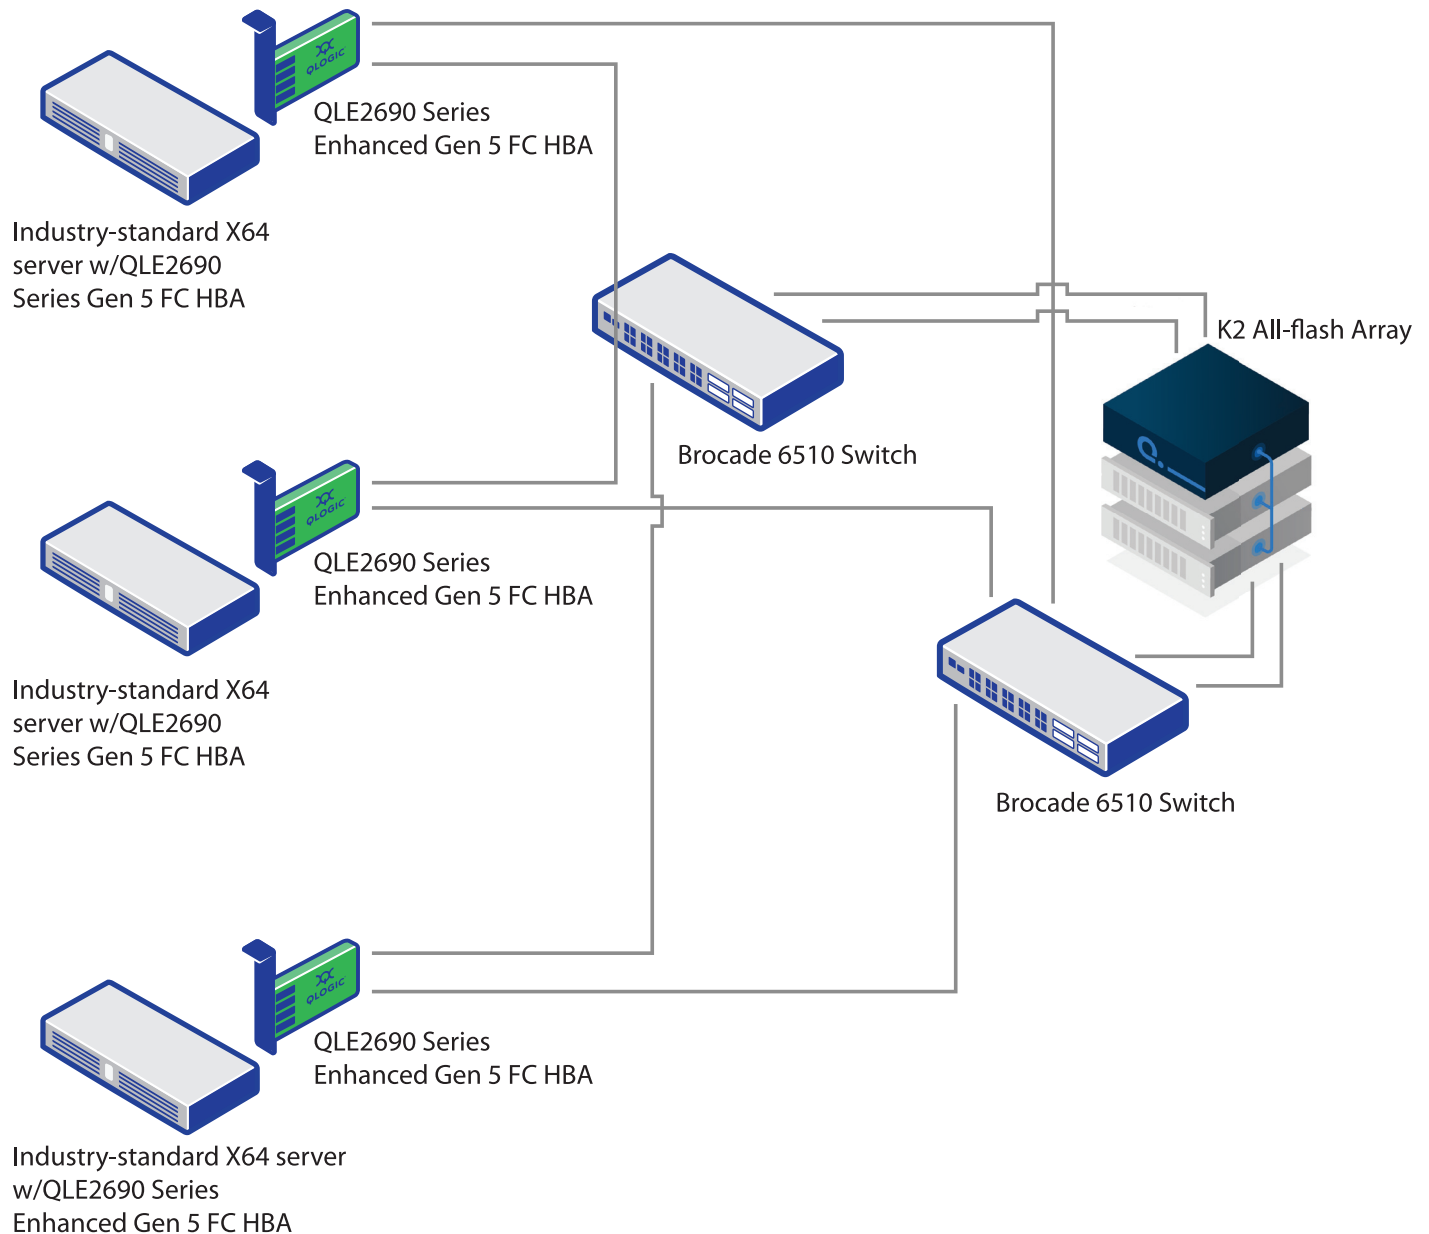 QLOGIC
QLE2690 Series
Enhanced Gen 5 FC HBA
Industry-standard X64
server w/QLE2690
Series Gen 5 FC HBA
K2 All-flash Array
Brocade 6510 Switch
QLOGIC
QLE2690 Series
Enhanced Gen 5 FC HBA
Industry-standard X64
server w/QLE2690
Series Gen 5 FC HBA
Brocade 6510 Switch
QLOGIC
QLE2690 Series
Enhanced Gen 5 FC HBA
Industry-standard X64 server
w/QLE2690 Series
Enhanced Gen 5 FC HBA